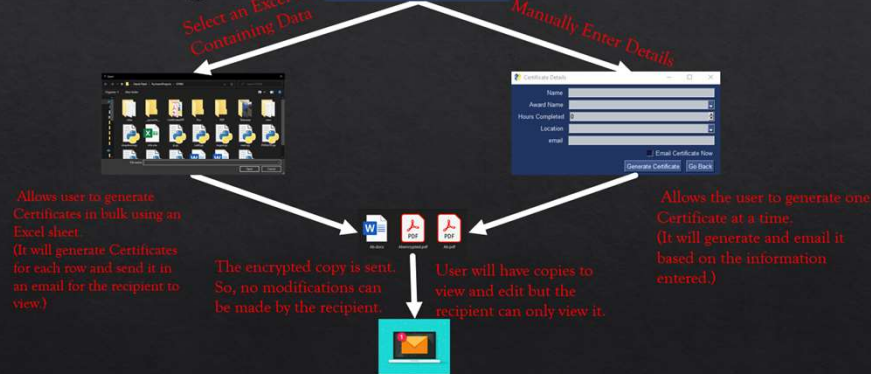 Select an Excel
Containing Data
Manually Enter Details
Certificate Details
Name
Award Name
Hours Completed 0
Location
email
Email Certificate Now
Generate Certificate Go Back
Allows user to generate
Certificates in bulk using an
Excel sheet.
(It will generate Certificates
for each row and send it in
an email for the recipient to
view.)
Allows the user to generate one
Certificate at a time.
(It will generate and email it
based on the information
entered.)
PDF PDF
The encrypted copy is sent.
So, no modifications can
be made by the recipient.
User will have copies to
view and edit but the
recipient can only view it.
1